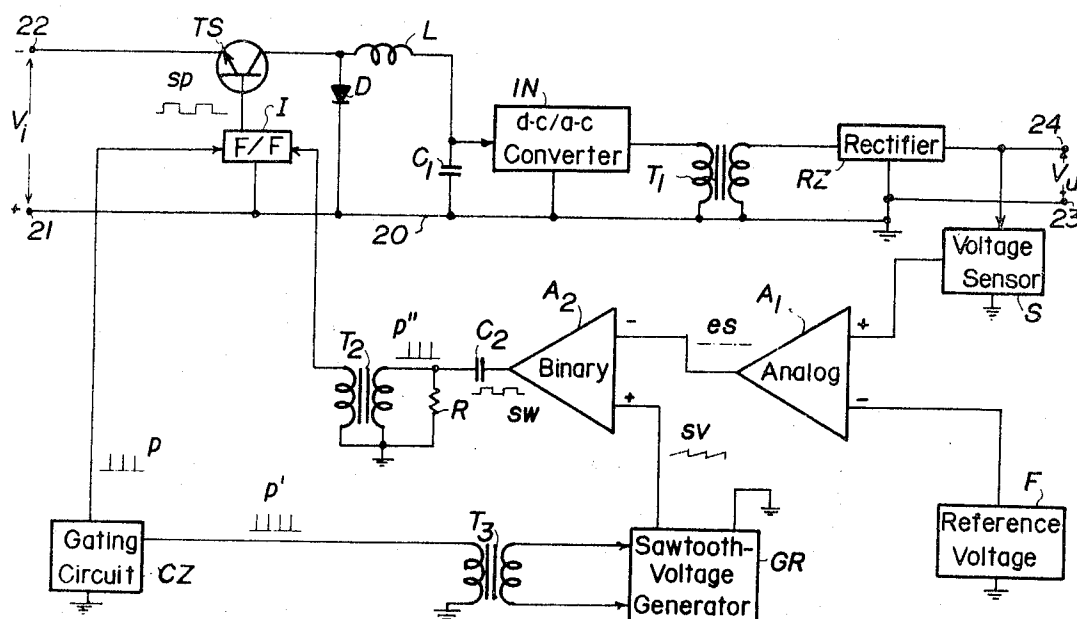 22
TS
L
-
sp
I
D
IN
d-c/a-c
Converter
24
Vi
F/F
C1
T1
Rectifier
RZ
Vu
+
21
20
+
23
Voltage
Sensor
S
A2
A1
p"
C2
-
es
+
T2
Binary
Analog
R
sw
+
-
sv
p
p'
F
T3
Reference
Voltage
Gating
Circuit
CZ
Sawtooth-
Voltage
Generator
GR